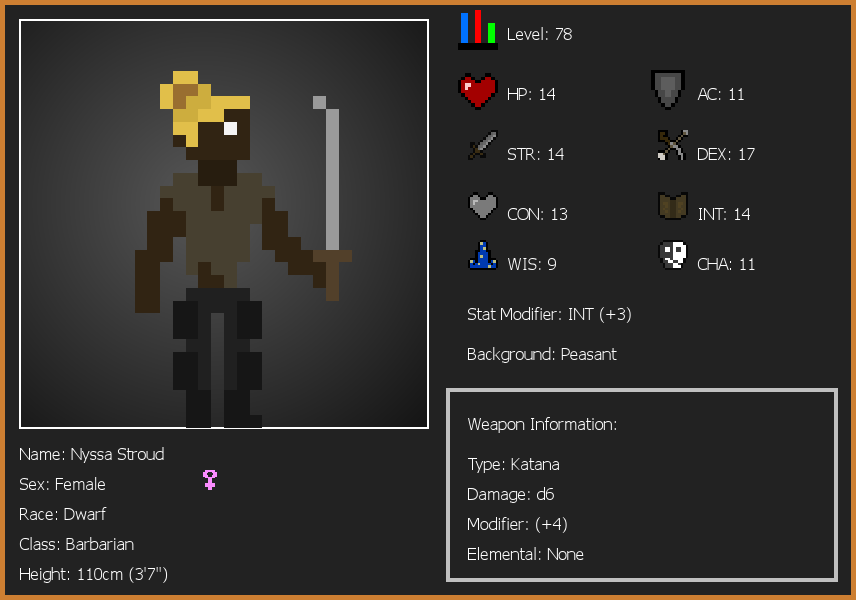 Level: 78
HP: 14
AC: 11
STR: 14
DEX: 17
CON: 13
INT: 14
WIS: 9
CHA: 11
Stat Modifier: INT (+3)
Background: Peasant
Weapon Information:
Type: Katana
Damage: d6
Modifier: (+4)
Elemental: None
Name: Nyssa Stroud
Sex: Female
Race: Dwarf
Class: Barbarian
Height: 110cm (3'7")